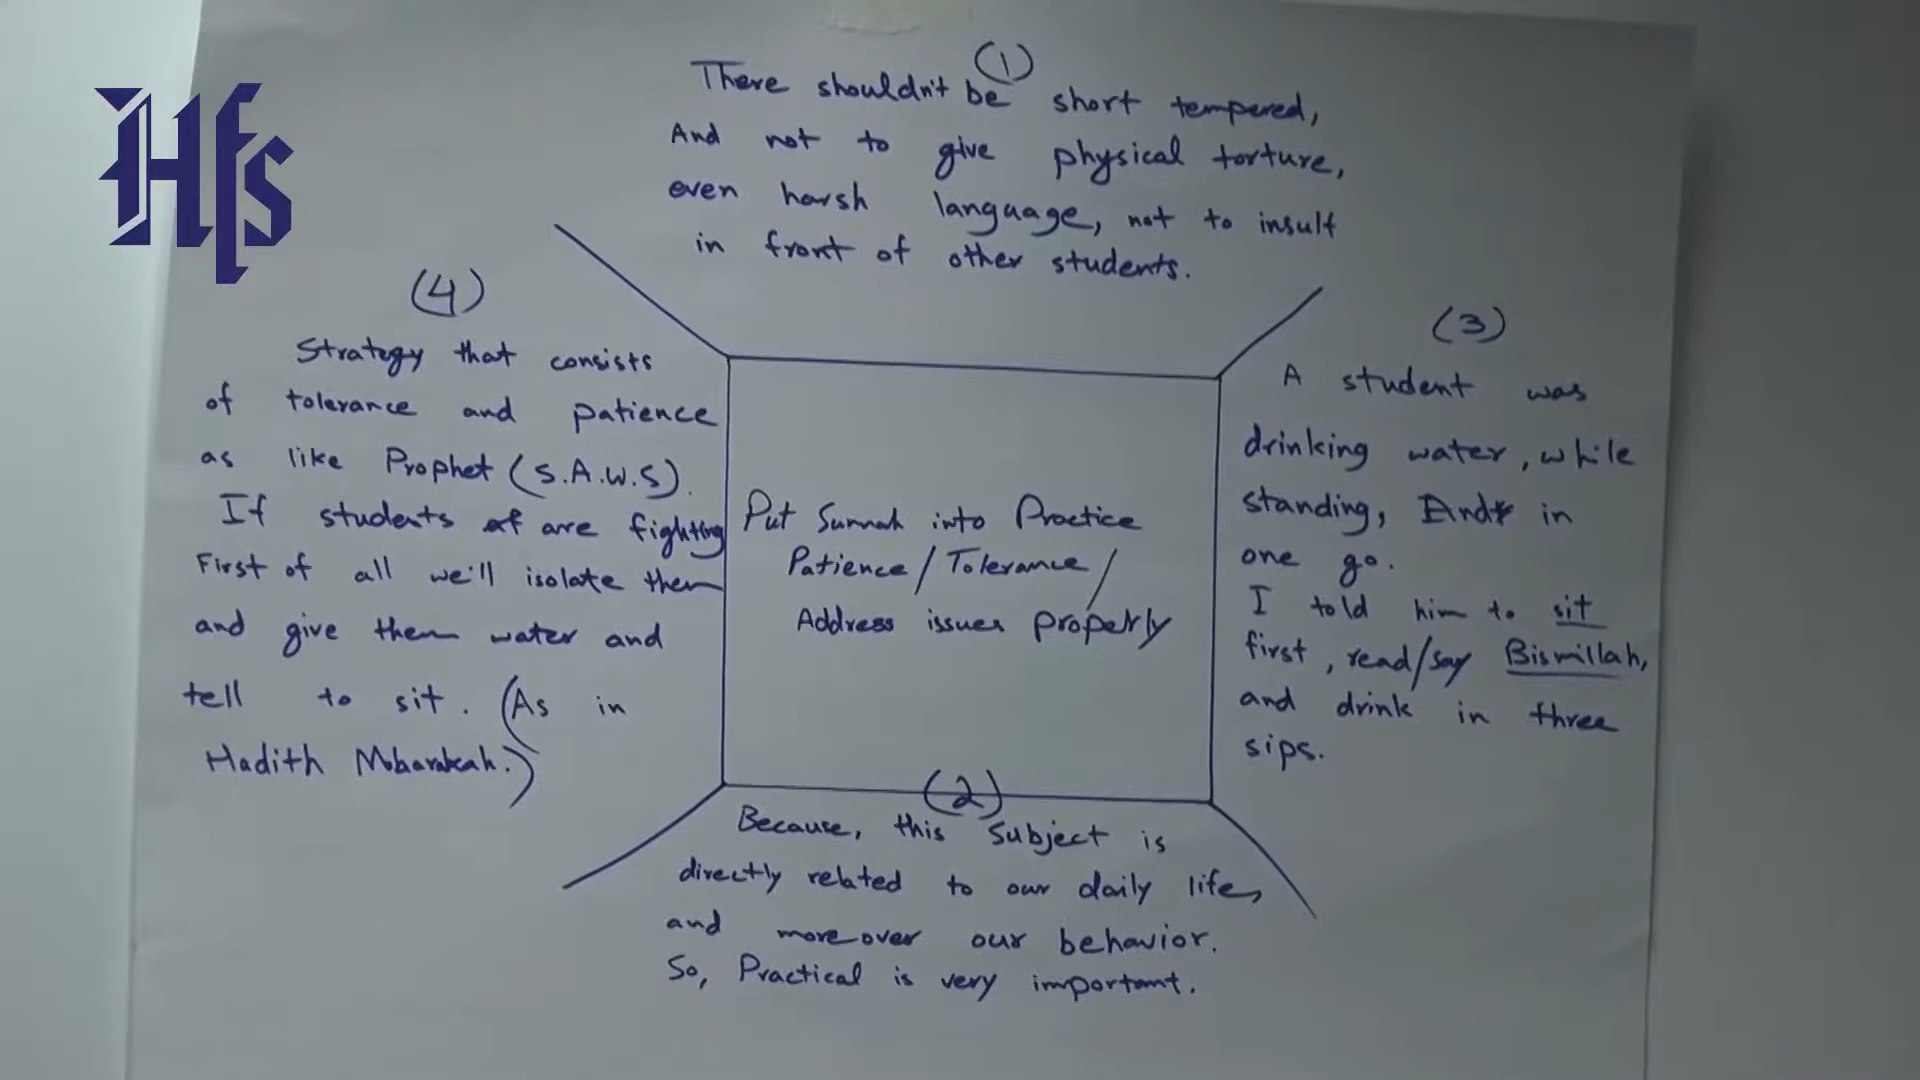 Hfs
(1)
There shouldn't be short tempered,
And not to give physical torture,
even harsh language, not to insult
in front of other students.
(4)
Strategy that consists
of tolerance and patience
as like Prophet (S.A.W.S).
If students are fighting
First of all we'll isolate them
and give them water and
tell to sit. (As in
Hadith Mobarakah.)
Put Sunnah into Practice
Patience / Tolerance /
Address issues properly
(3)
A student was
drinking water, while
standing, And in
one go.
I told him to sit
first, read/say Bismillah,
and drink in three
sips.
(2)
Because, this Subject is
directly related to our daily life,
and moreover our behavior.
So, Practical is very important.